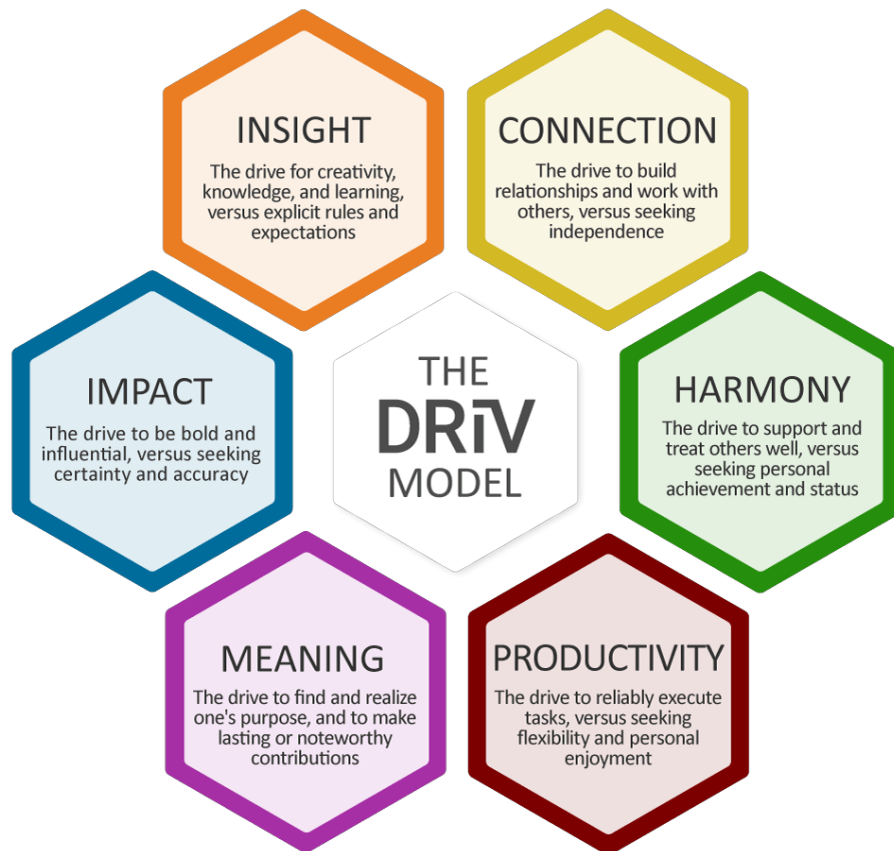 INSIGHT
The drive for creativity,
knowledge, and learning,
versus explicit rules and
expectations
CONNECTION
The drive to build
relationships and work with
others, versus seeking
independence
IMPACT
The drive to be bold and
influential, versus seeking
certainty and accuracy
THE
DRiV
MODEL
HARMONY
The drive to support and
treat others well, versus
seeking personal
achievement and status
MEANING
The drive to find and realize
one's purpose, and to make
lasting or noteworthy
contributions
PRODUCTIVITY
The drive to reliably execute
tasks, versus seeking
flexibility and personal
enjoyment